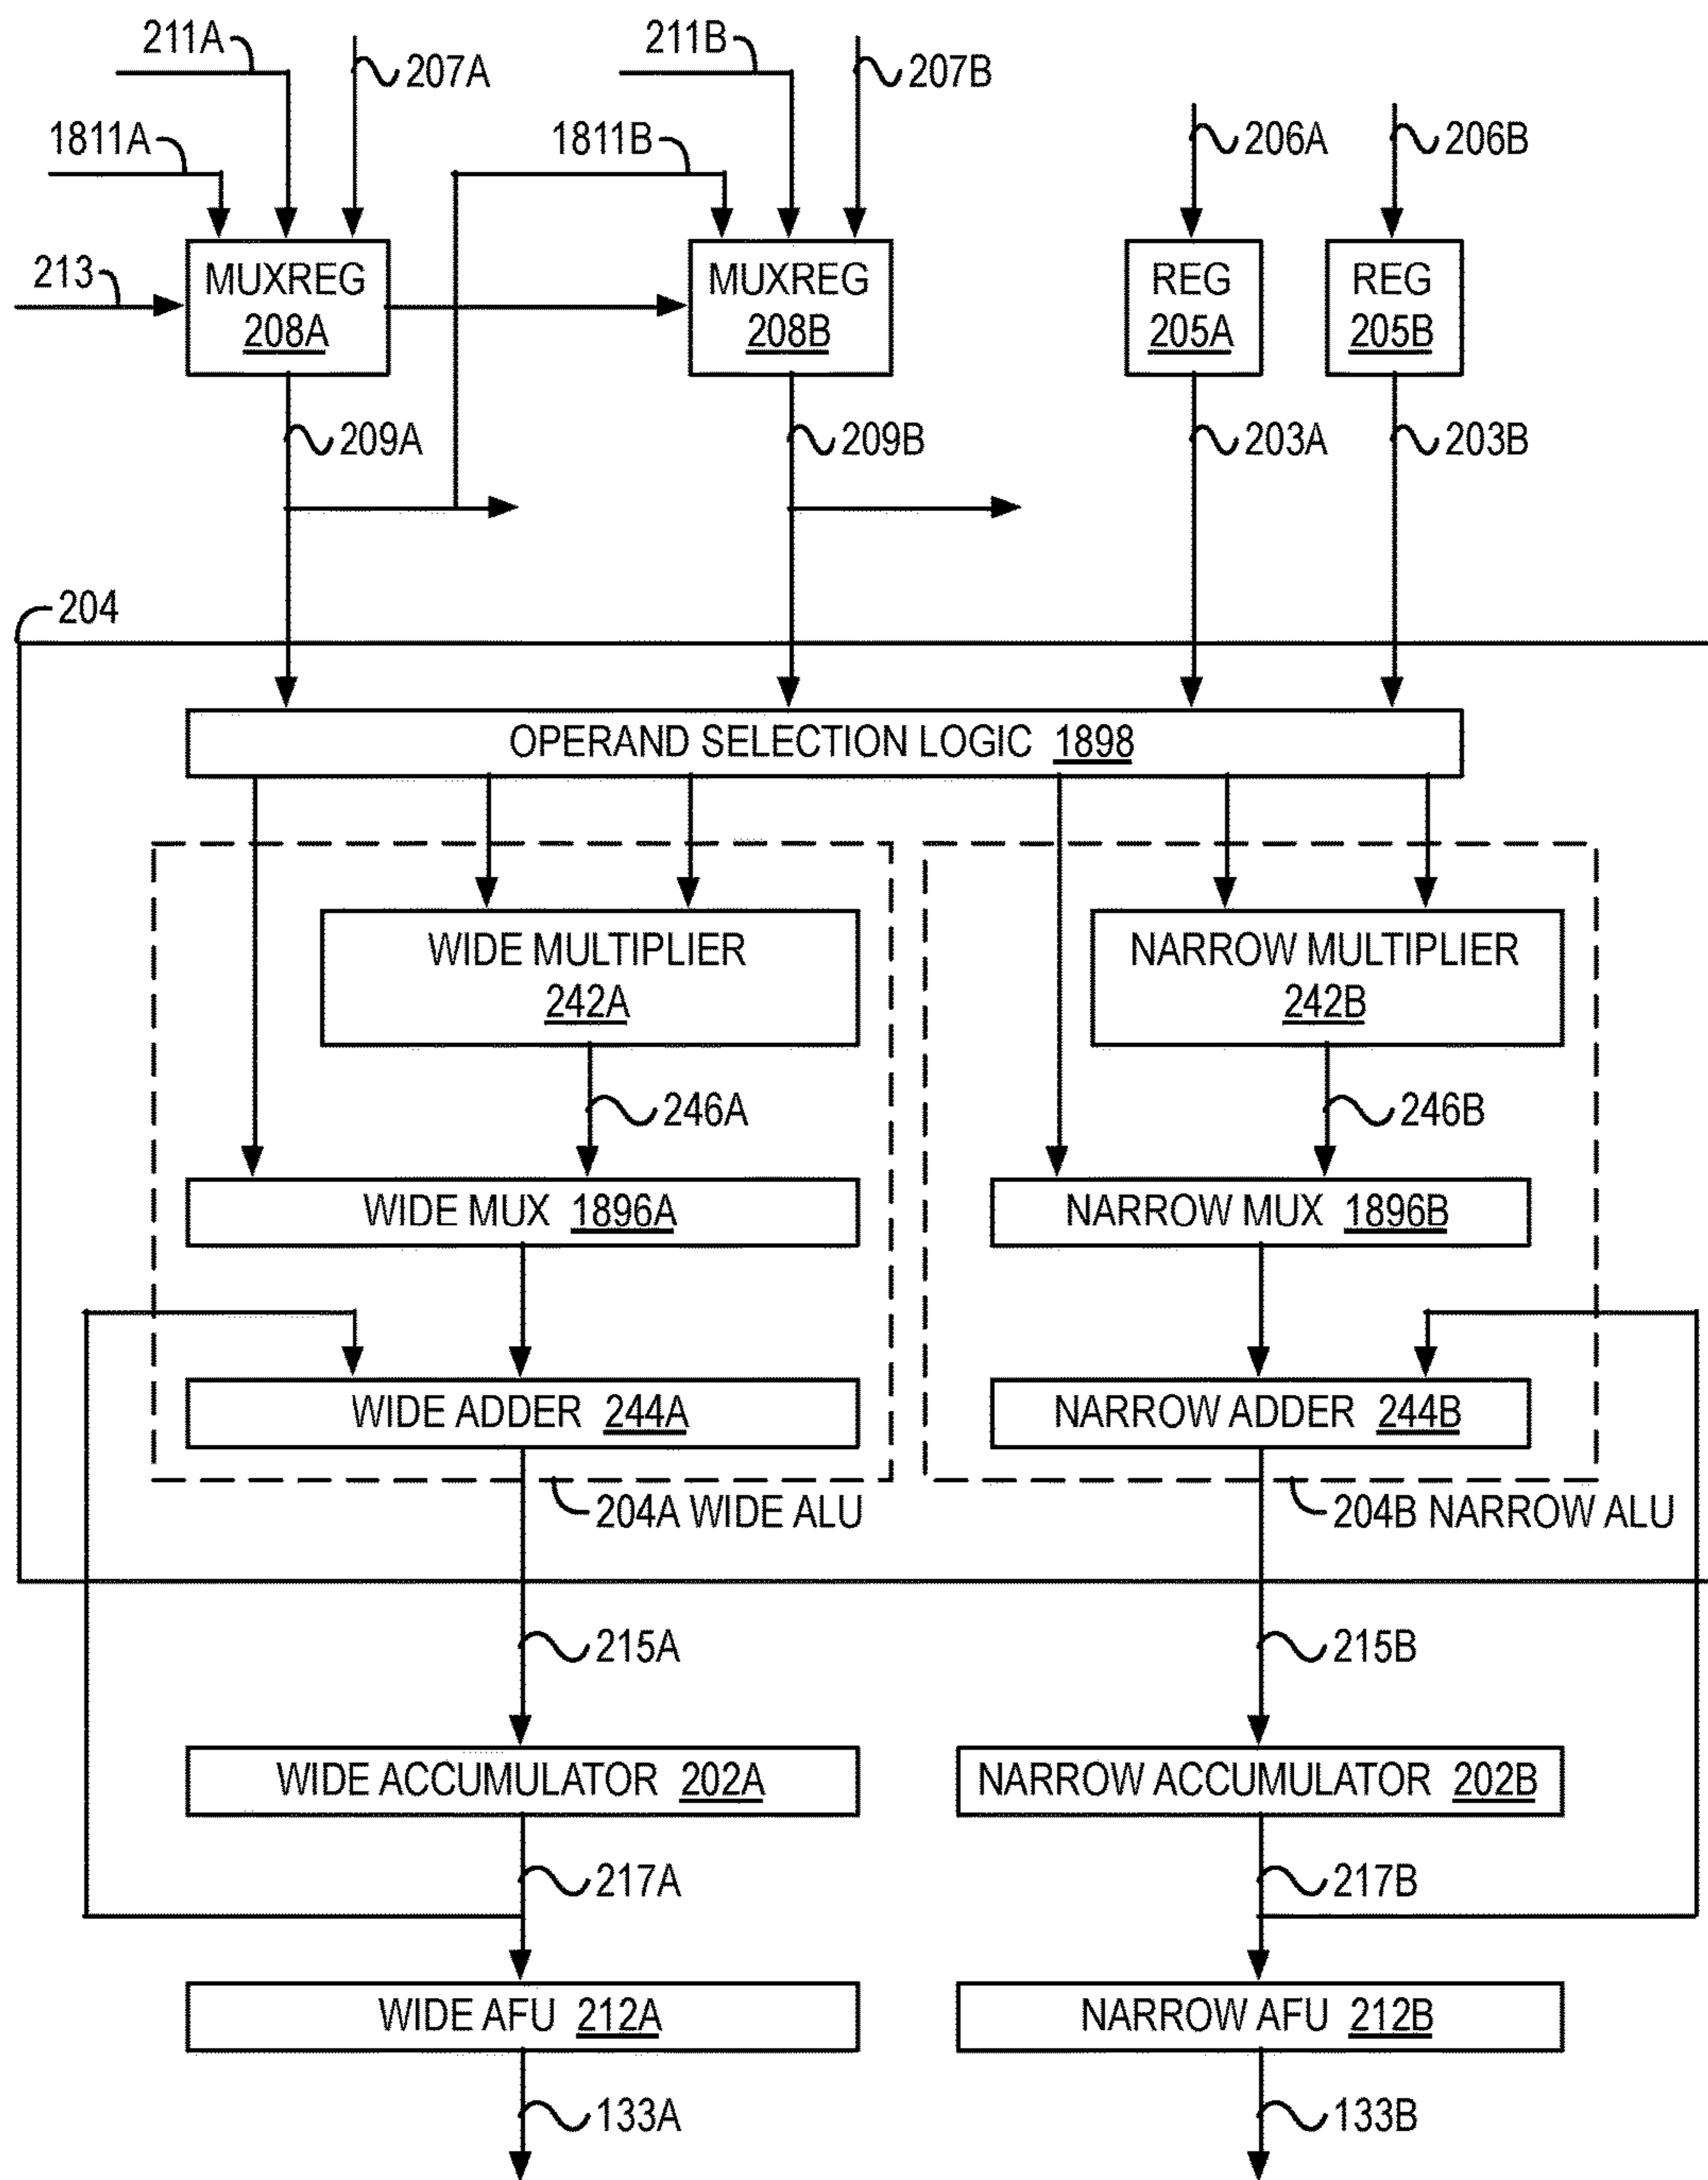 211A
207A
211B
207B
1811A
1811B
206A
206B
213
MUXREG
208A
MUXREG
208B
REG
205A
REG
205B
209A
209B
203A
203B
204
OPERAND SELECTION LOGIC 1898
WIDE MULTIPLIER
242A
NARROW MULTIPLIER
242B
246A
246B
WIDE MUX 1896A
NARROW MUX 1896B
WIDE ADDER 244A
NARROW ADDER 244B
204A WIDE ALU
204B NARROW ALU
215A
215B
WIDE ACCUMULATOR 202A
NARROW ACCUMULATOR 202B
217A
217B
WIDE AFU 212A
NARROW AFU 212B
133A
133B